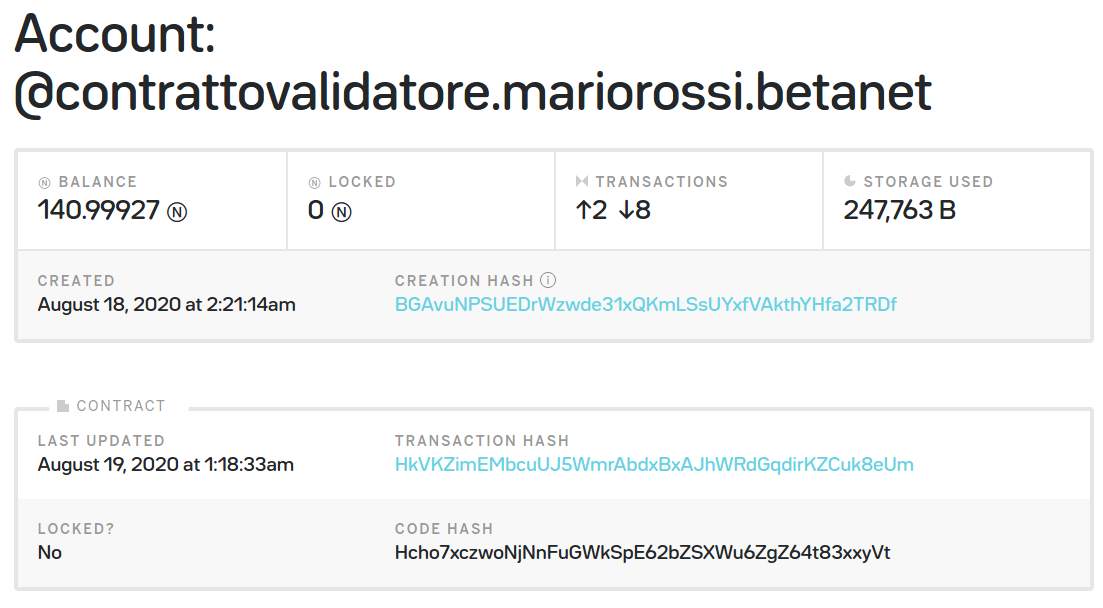 Account:
@contrattovalidatore.mariorossi.betanet
Ⓝ BALANCE
140.99927 Ⓝ
Ⓝ LOCKED
0 Ⓝ
TRANSACTIONS
↑2 ↓8
STORAGE USED
247,763 B
CREATED
August 18, 2020 at 2:21:14am
CREATION HASH ⓘ
BGAvuNPSUEDrWzwde31xQKmLSsUYxfVAkthYHfa2TRDf
CONTRACT
LAST UPDATED
August 19, 2020 at 1:18:33am
TRANSACTION HASH
HkVKZimEMbcuUJ5WmrAbdxBxAJhWRdGqdirKZCuk8eUm
LOCKED?
No
CODE HASH
Hcho7xczwoNjNnFuGWkSpE62bZSXWu6ZgZ64t83xxyVt